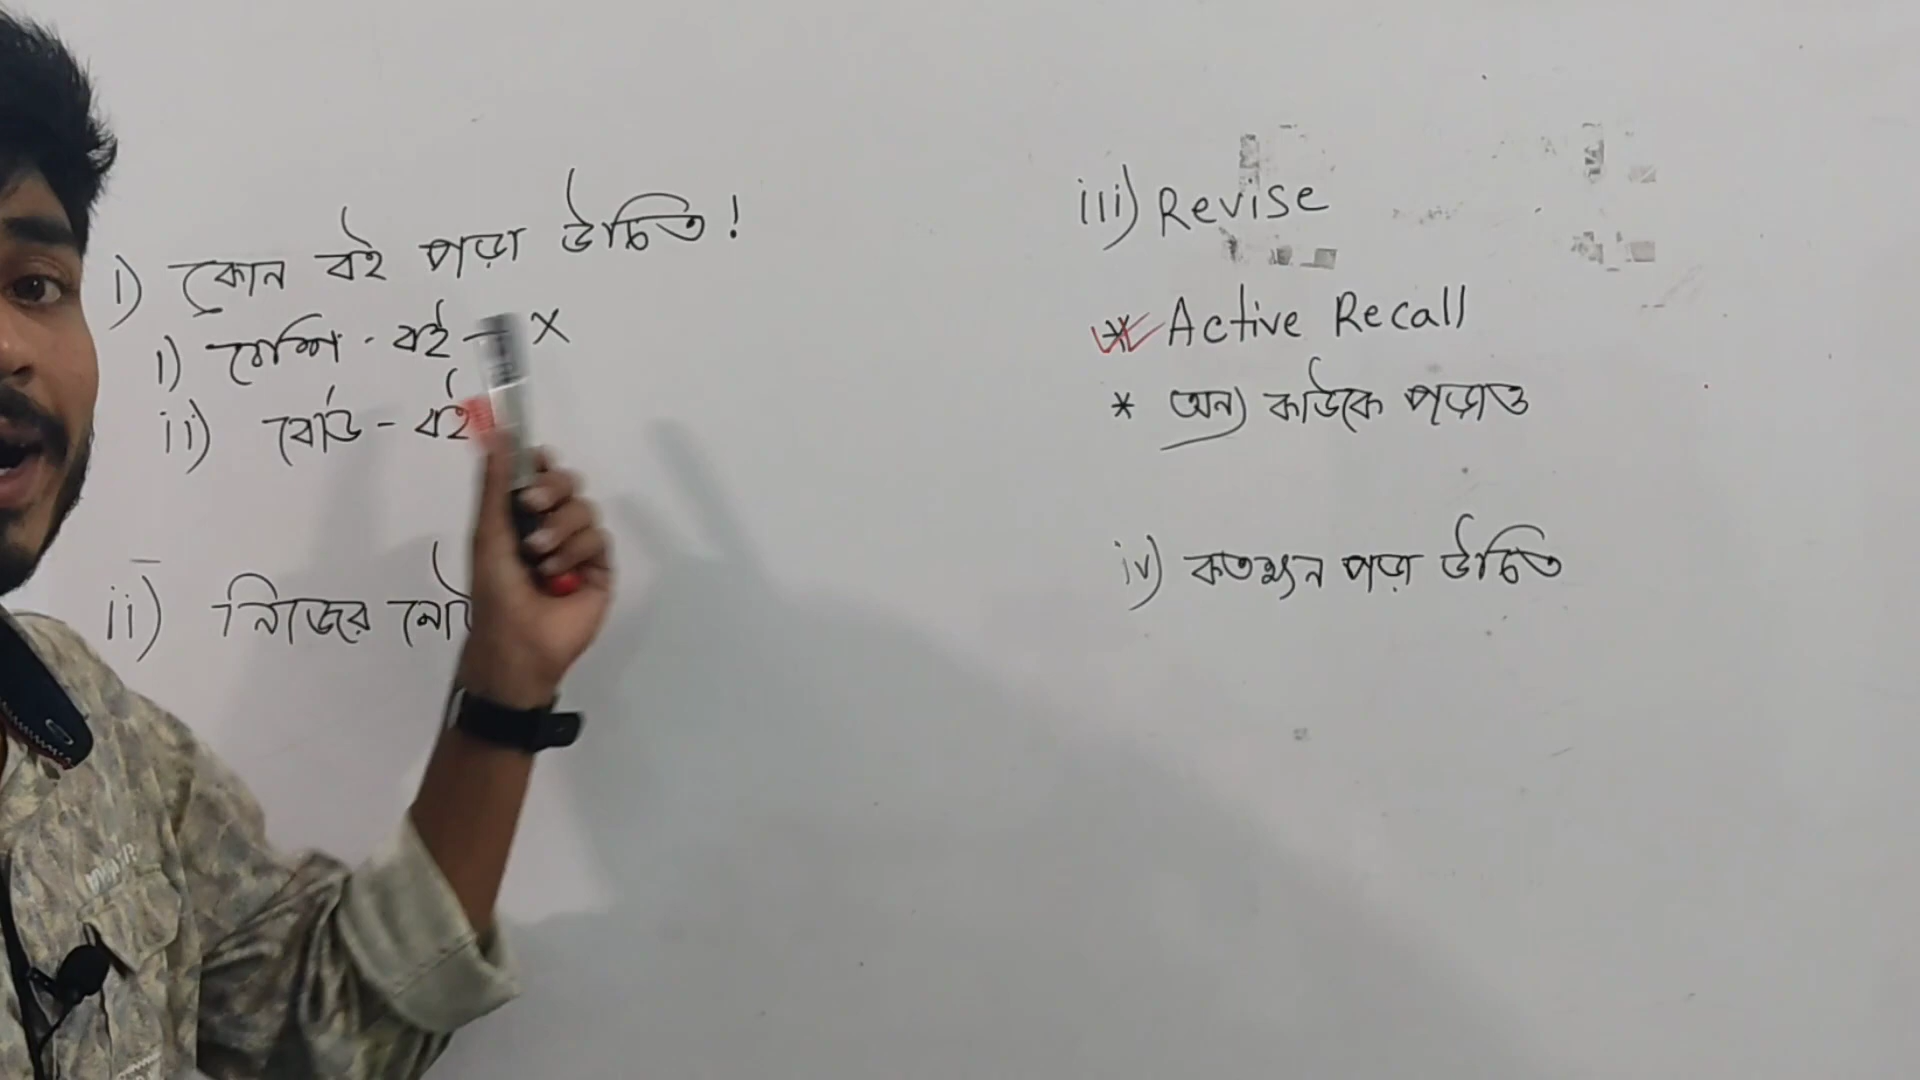 i) কোন বই পড়া উচিত!
i) বেশি - বই - X
ii) বোর্ড - বই
ii) নিজের
iii) Revise
* Active Recall
* অন্য কাউকে পড়াও
iv) কতক্ষন পড়া উচিত